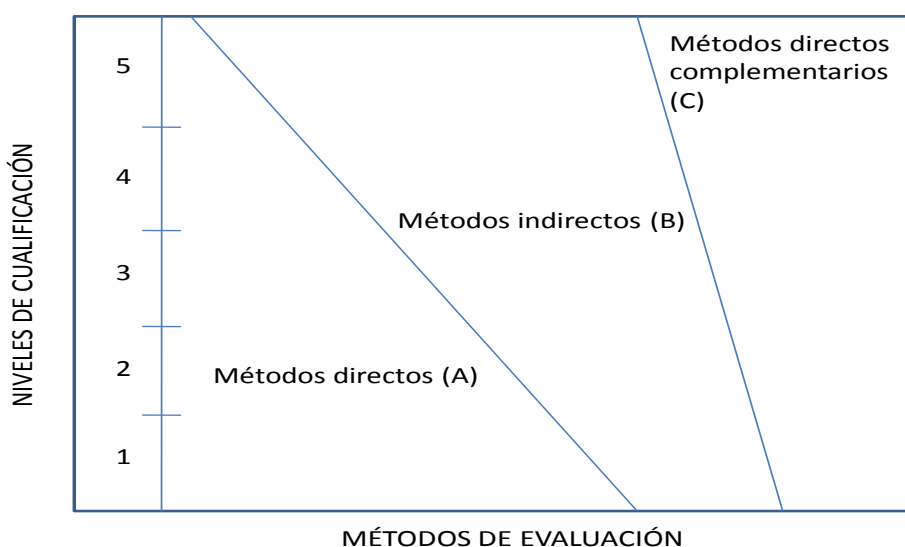 NIVELES DE CUALIFICACIÓN
5
4
3
2
1
Métodos directos
complementarios
(C)
Métodos indirectos (B)
Métodos directos (A)
MÉTODOS DE EVALUACIÓN